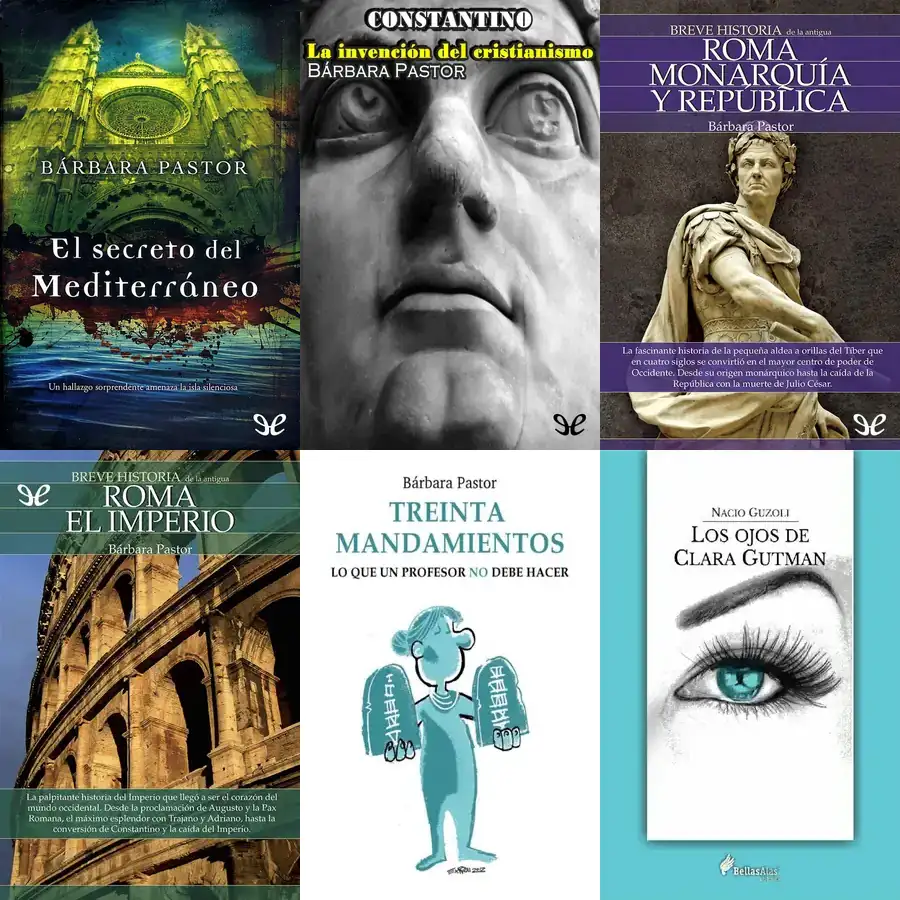 BÁRBARA PASTOR
El secreto del
Mediterráneo
Un hallazgo sorprendente amenaza la isla silenciosa
CONSTANTINO
La invención del cristianismo
BÁRBARA PASTOR
BREVE HISTORIA de la antigua
ROMA
MONARQUÍA
Y REPÚBLICA
Bárbara Pastor
La fascinante historia de la pequeña aldea a orillas del Tíber que
en cuatro siglos se convirtió en el mayor centro de poder de
Occidente. Desde su origen monárquico hasta la caída de la
República con la muerte de Julio César.
BREVE HISTORIA de la antigua
ROMA
EL IMPERIO
Bárbara Pastor
La palpitante historia del Imperio que llegó a ser el corazón del
mundo occidental. Desde la proclamación de Augusto y la Pax
Romana, el máximo esplendor con Trajano y Adriano, hasta la
conversión de Constantino y la caída del Imperio.
Bárbara Pastor
TREINTA
MANDAMIENTOS
LO QUE UN PROFESOR NO DEBE HACER
NACIO GUZOLI
LOS OJOS DE
CLARA GUTMAN
BellasAlas